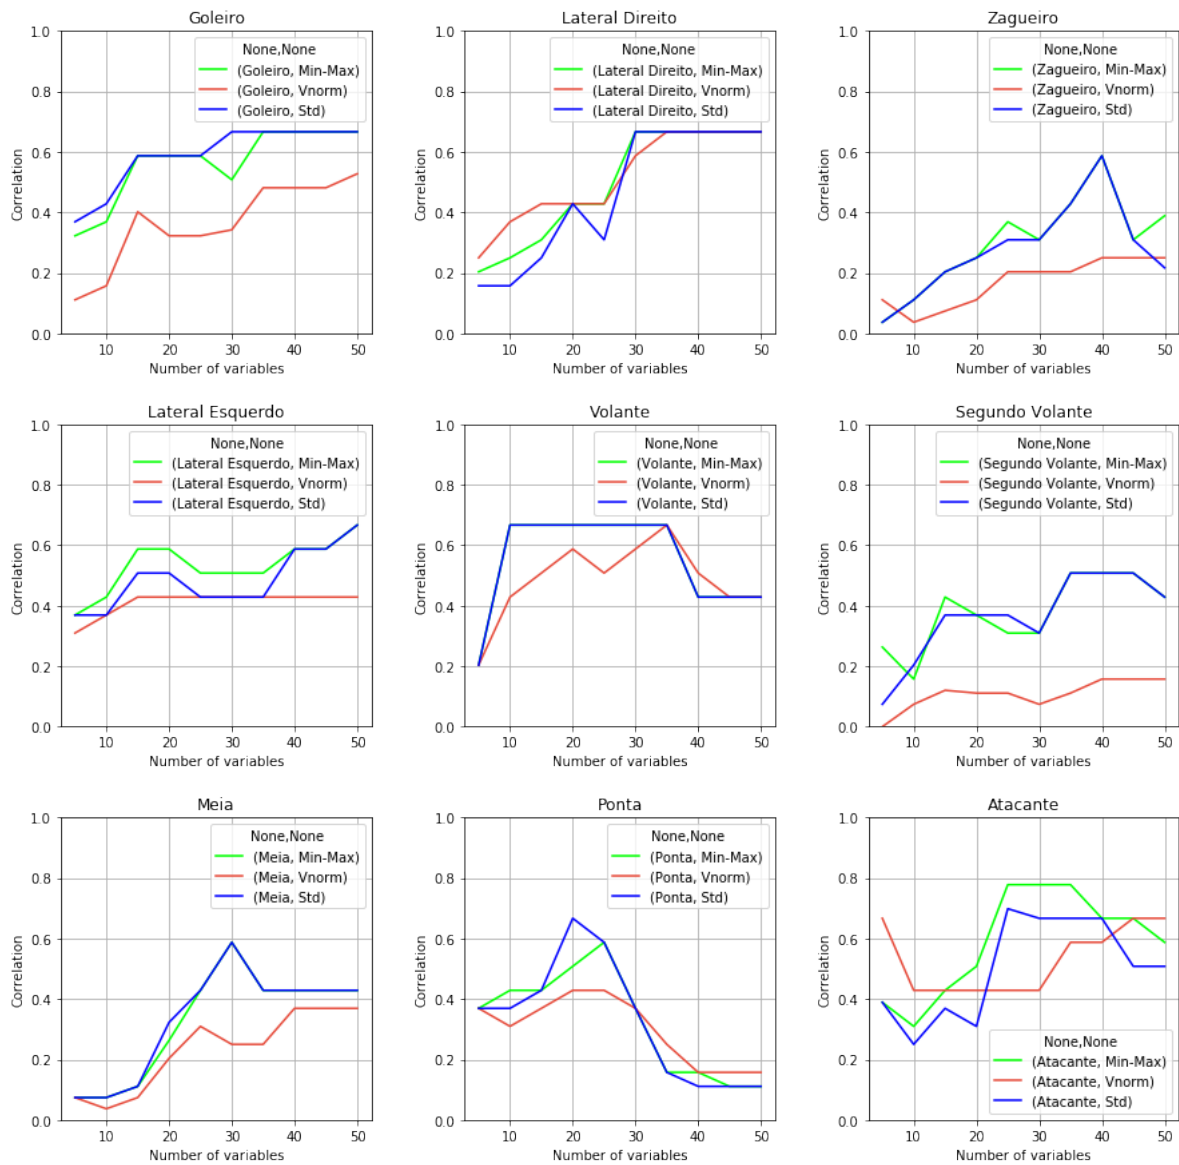 Goleiro
None,None
(Goleiro, Min-Max)
(Goleiro, Vnorm)
(Goleiro, Std)
Correlation
1.0
0.8
0.6
0.4
0.2
0.0
10 20 30 40 50
Number of variables
Lateral Direito
None,None
(Lateral Direito, Min-Max)
(Lateral Direito, Vnorm)
(Lateral Direito, Std)
Correlation
1.0
0.8
0.6
0.4
0.2
0.0
10 20 30 40 50
Number of variables
Zagueiro
None,None
(Zagueiro, Min-Max)
(Zagueiro, Vnorm)
(Zagueiro, Std)
Correlation
1.0
0.8
0.6
0.4
0.2
0.0
10 20 30 40 50
Number of variables
Lateral Esquerdo
None,None
(Lateral Esquerdo, Min-Max)
(Lateral Esquerdo, Vnorm)
(Lateral Esquerdo, Std)
Correlation
1.0
0.8
0.6
0.4
0.2
0.0
10 20 30 40 50
Number of variables
Volante
None,None
(Volante, Min-Max)
(Volante, Vnorm)
(Volante, Std)
Correlation
1.0
0.8
0.6
0.4
0.2
0.0
10 20 30 40 50
Number of variables
Segundo Volante
None,None
(Segundo Volante, Min-Max)
(Segundo Volante, Vnorm)
(Segundo Volante, Std)
Correlation
1.0
0.8
0.6
0.4
0.2
0.0
10 20 30 40 50
Number of variables
Meia
None,None
(Meia, Min-Max)
(Meia, Vnorm)
(Meia, Std)
Correlation
1.0
0.8
0.6
0.4
0.2
0.0
10 20 30 40 50
Number of variables
Ponta
None,None
(Ponta, Min-Max)
(Ponta, Vnorm)
(Ponta, Std)
Correlation
1.0
0.8
0.6
0.4
0.2
0.0
10 20 30 40 50
Number of variables
Atacante
None,None
(Atacante, Min-Max)
(Atacante, Vnorm)
(Atacante, Std)
Correlation
1.0
0.8
0.6
0.4
0.2
0.0
10 20 30 40 50
Number of variables